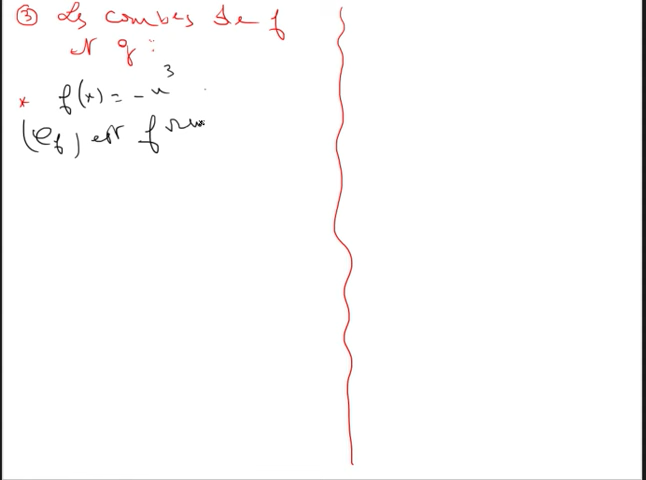 ③ Les courbes de f
et g :
* f(x) = -x³
(Cf) est